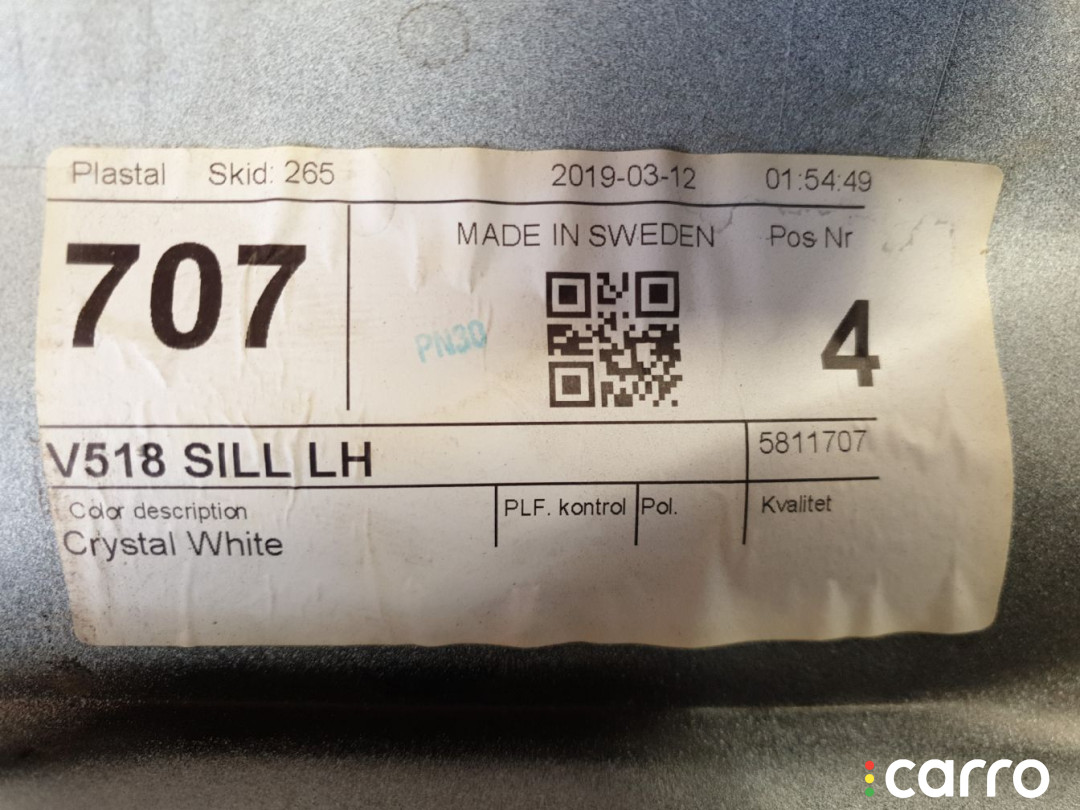 Plastal Skid: 265 2019-03-12 01:54:49
707 MADE IN SWEDEN Pos Nr
PN30
4
V518 SILL LH 5811707
Color description PLF. kontrol Pol. Kvalitet
Crystal White
carro